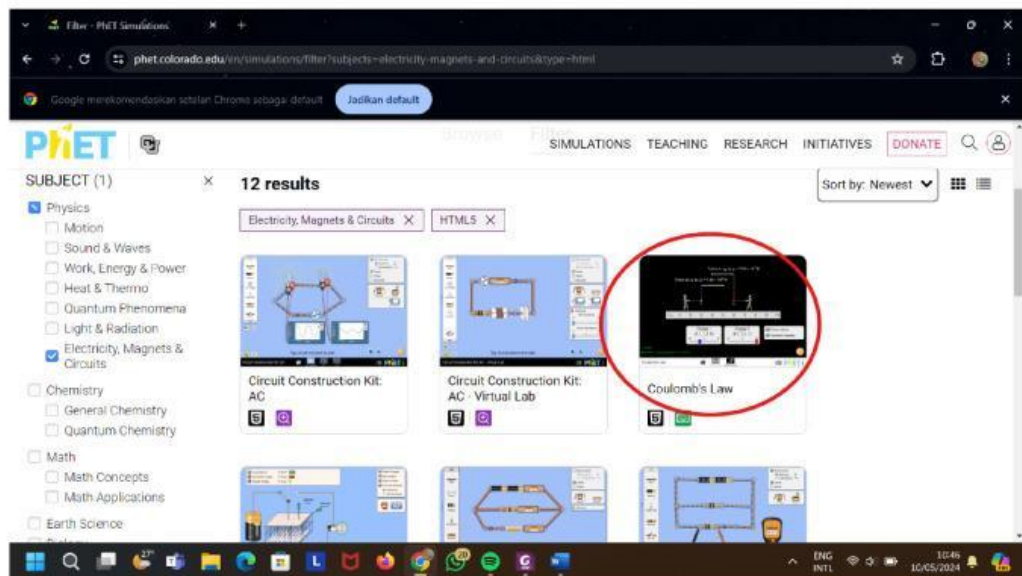 Filter - PhET Simulations
phet.colorado.edu/en/simulations/filter?subjects=electricity-magnets-and-circuits&type=html
Google merekomendasikan setelan Chrome sebagai default Jadikan default
PhET
Browse Filter
SIMULATIONS TEACHING RESEARCH INITIATIVES DONATE
SUBJECT (1)
12 results
Sort by: Newest
Electricity, Magnets & Circuits
HTML5
Physics
Motion
Sound & Waves
Work, Energy & Power
Heat & Thermo
Quantum Phenomena
Light & Radiation
Electricity, Magnets &
Circuits
Chemistry
General Chemistry
Quantum Chemistry
Math
Math Concepts
Math Applications
Earth Science
Circuit Construction Kit:
AC
Circuit Construction Kit:
AC - Virtual Lab
Coulomb's Law
27°
20
ENG
INTL
10:46
10/05/2024